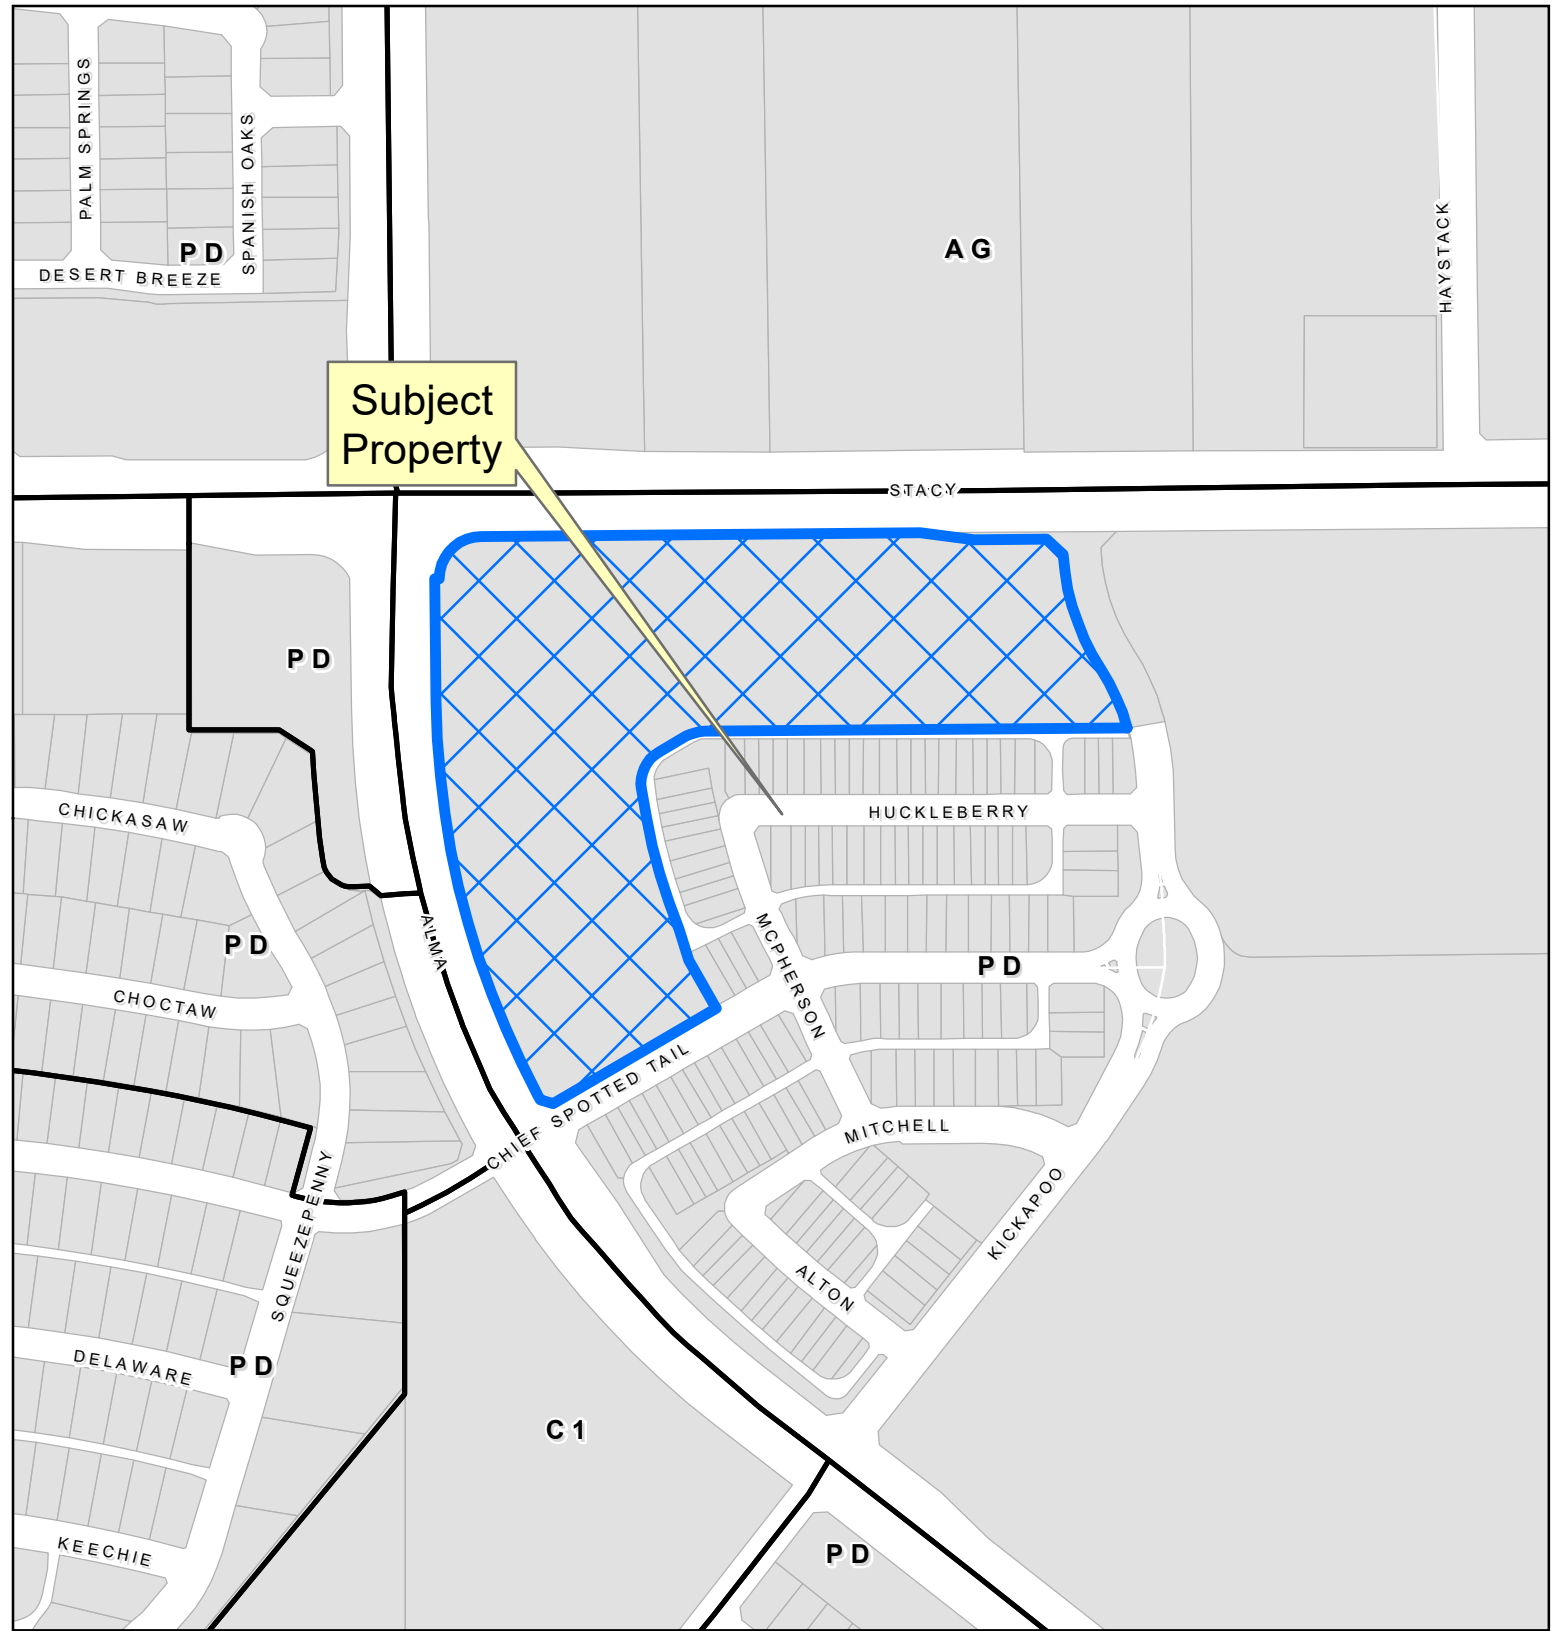 PALM SPRINGS
SPANISH OAKS
PD
DESERT BREEZE
AG
HAYSTACK
Subject
Property
STACY
PD
CHICKASAW
HUCKLEBERRY
ALMA
PD
MCPHERSON
PD
CHOCTAW
CHIEF SPOTTED TAIL
MITCHELL
SQUEEZEPENNY
KICKAPOO
ALTON
DELAWARE
PD
C1
KEECHIE
PD